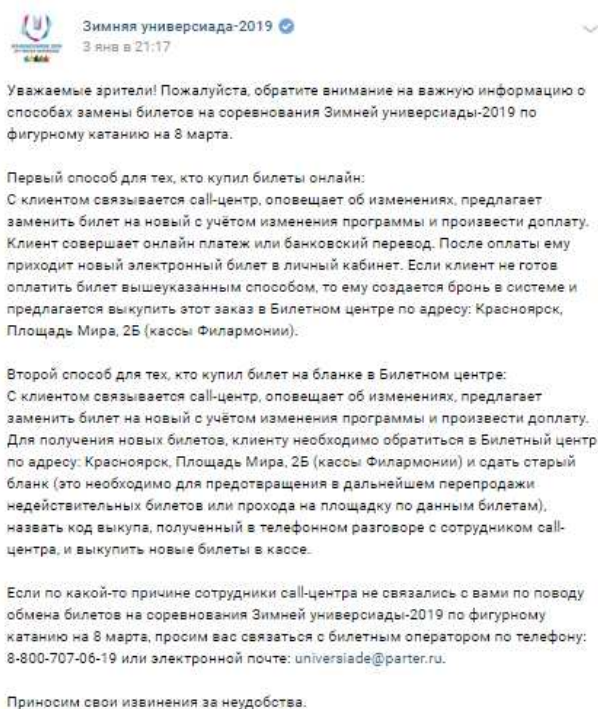 Зимняя универсиада-2019
3 янв в 21:17
Уважаемые зрители! Пожалуйста, обратите внимание на важную информацию о
способах замены билетов на соревнования Зимней универсиады-2019 по
фигурному катанию на 8 марта.
Первый способ для тех, кто купил билеты онлайн:
С клиентом связывается call-центр, оповещает об изменениях, предлагает
заменить билет на новый с учётом изменения программы и произвести доплату.
Клиент совершает онлайн платеж или банковский перевод. После оплаты ему
приходит новый электронный билет в личный кабинет. Если клиент не готов
оплатить билет вышеуказанным способом, то ему создается бронь в системе и
предлагается выкупить этот заказ в Билетном центре по адресу: Красноярск,
Площадь Мира, 2Б (кассы Филармонии).
Второй способ для тех, кто купил билет на бланке в Билетном центре:
С клиентом связывается call-центр, оповещает об изменениях, предлагает
заменить билет на новый с учётом изменения программы и произвести доплату.
Для получения новых билетов, клиенту необходимо обратиться в Билетный центр
по адресу: Красноярск, Площадь Мира, 2Б (кассы Филармонии) и сдать старый
бланк (это необходимо для предотвращения в дальнейшем перепродажи
недействительных билетов или прохода на площадку по данным билетам),
назвать код выкупа, полученный в телефонном разговоре с сотрудником call-
центра, и выкупить новые билеты в кассе.
Если по какой-то причине сотрудники call-центра не связались с вами по поводу
обмена билетов на соревнования Зимней универсиады-2019 по фигурному
катанию на 8 марта, просим вас связаться с билетным оператором по телефону:
8-800-707-06-19 или электронной почте: universiade@parter.ru.
Приносим свои извинения за неудобства.